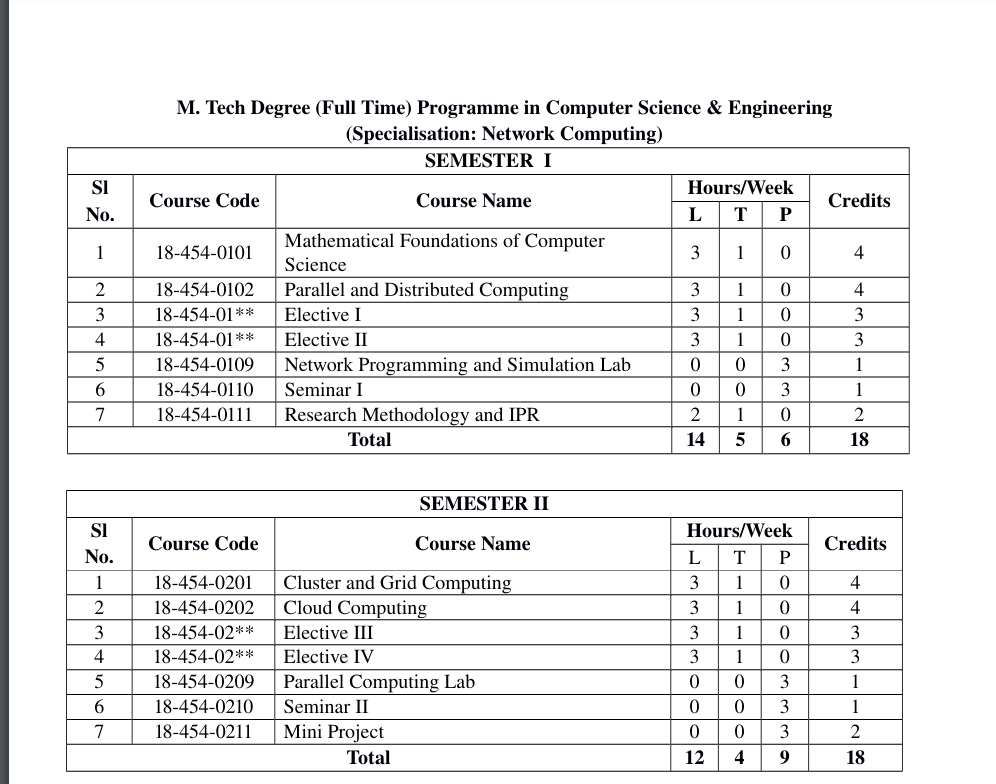 M. Tech Degree (Full Time) Programme in Computer Science & Engineering
(Specialisation: Network Computing)
SEMESTER I
Sl No. Course Code Course Name Hours/Week Credits
L T P
1 18-454-0101 Mathematical Foundations of Computer Science 3 1 0 4
2 18-454-0102 Parallel and Distributed Computing 3 1 0 4
3 18-454-01** Elective I 3 1 0 3
4 18-454-01** Elective II 3 1 0 3
5 18-454-0109 Network Programming and Simulation Lab 0 0 3 1
6 18-454-0110 Seminar I 0 0 3 1
7 18-454-0111 Research Methodology and IPR 2 1 0 2
Total 14 5 6 18
SEMESTER II
Sl No. Course Code Course Name Hours/Week Credits
L T P
1 18-454-0201 Cluster and Grid Computing 3 1 0 4
2 18-454-0202 Cloud Computing 3 1 0 4
3 18-454-02** Elective III 3 1 0 3
4 18-454-02** Elective IV 3 1 0 3
5 18-454-0209 Parallel Computing Lab 0 0 3 1
6 18-454-0210 Seminar II 0 0 3 1
7 18-454-0211 Mini Project 0 0 3 2
Total 12 4 9 18